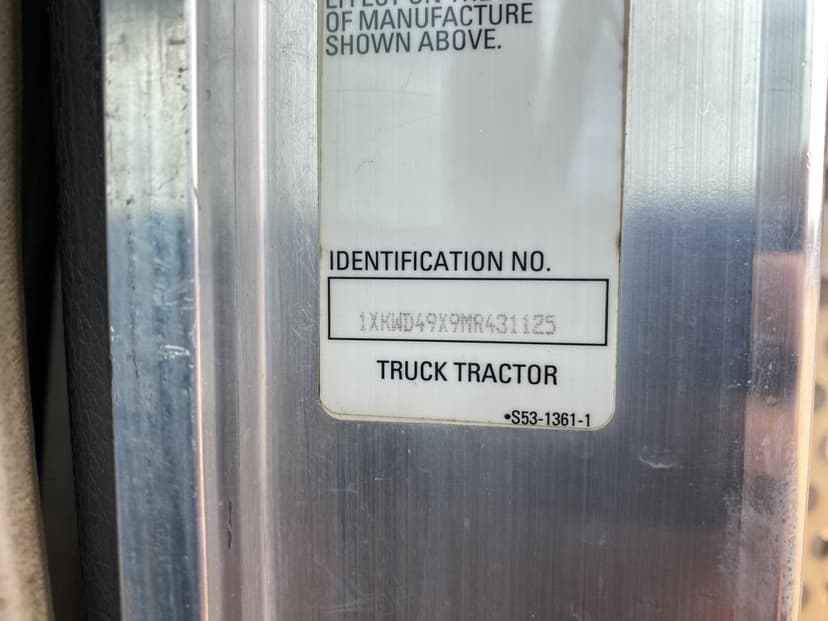 OF MANUFACTURE
SHOWN ABOVE.
IDENTIFICATION NO.
1XKWD49X9MR431125
TRUCK TRACTOR
•S53-1361-1